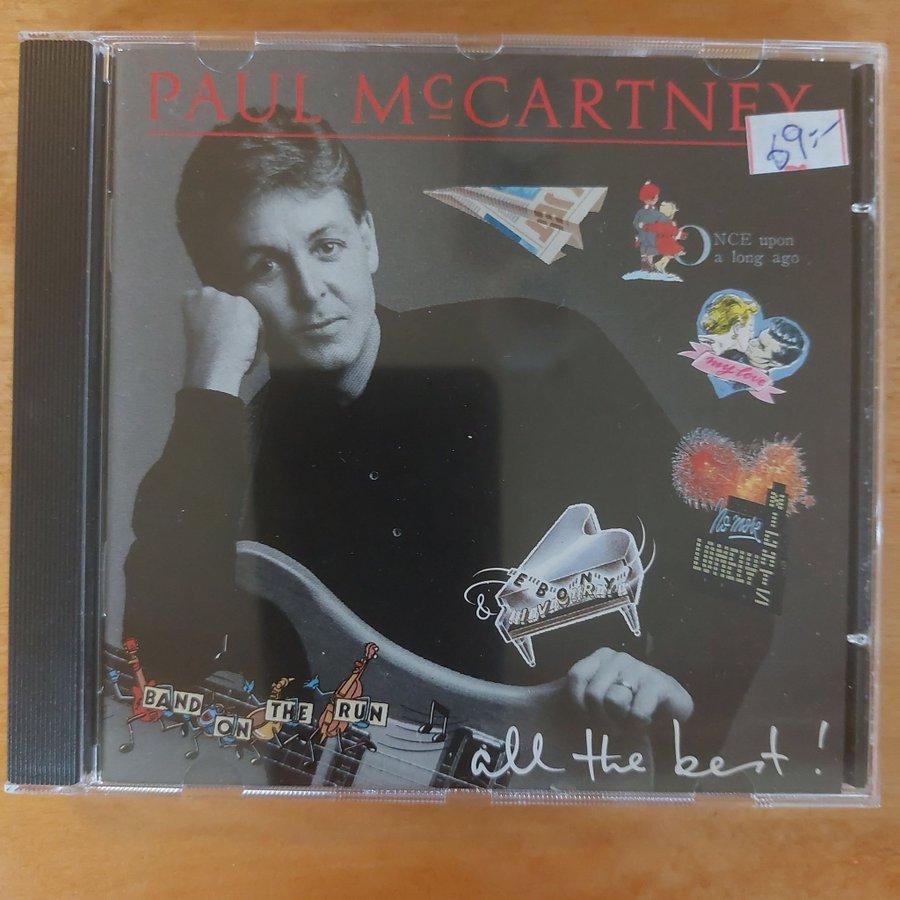 PAUL McCARTNEY
69:-
ONCE upon
a long ago
my love
No more
LONELY
NIGHTS
EBONY
& IVORY
BAND ON THE RUN
all the best!